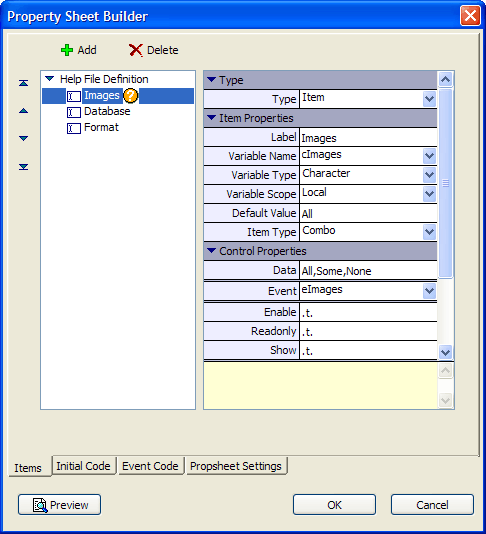 Property Sheet Builder
Add Delete
Help File Definition
Images ?
Database
Format
Type
Type Item
Item Properties
Label Images
Variable Name cImages
Variable Type Character
Variable Scope Local
Default Value All
Item Type Combo
Control Properties
Data All,Some,None
Event eImages
Enable .t.
Readonly .t.
Show .t.
Items Initial Code Event Code Propsheet Settings
Preview OK Cancel